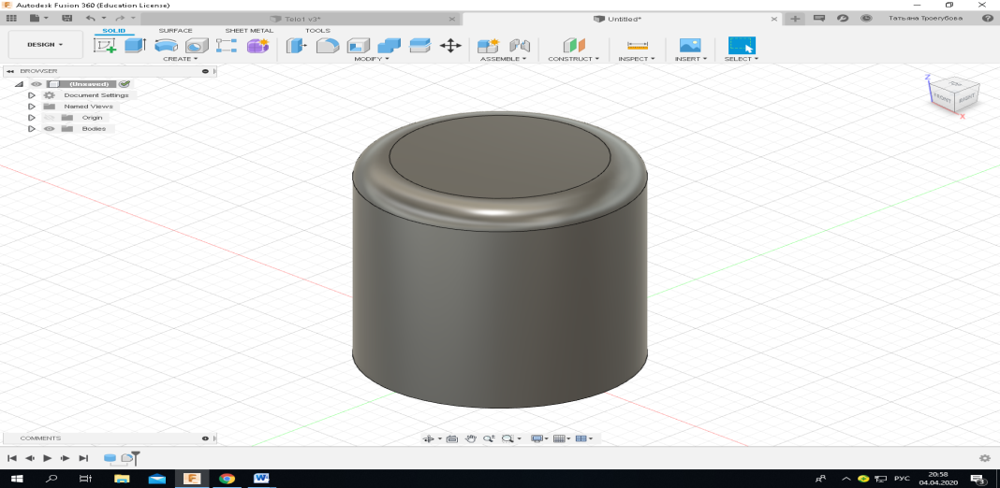 Autodesk Fusion 360 (Education License)
Telo1 v3*
Untitled*
Татьяна Троегубова
DESIGN
SOLID SURFACE SHEET METAL TOOLS
CREATE MODIFY ASSEMBLE CONSTRUCT INSPECT INSERT SELECT
BROWSER
(Unsaved)
Document Settings
Named Views
Origin
Bodies
Z
TOP
FRONT
RIGHT
X
COMMENTS
РУС
20:58
04.04.2020
3